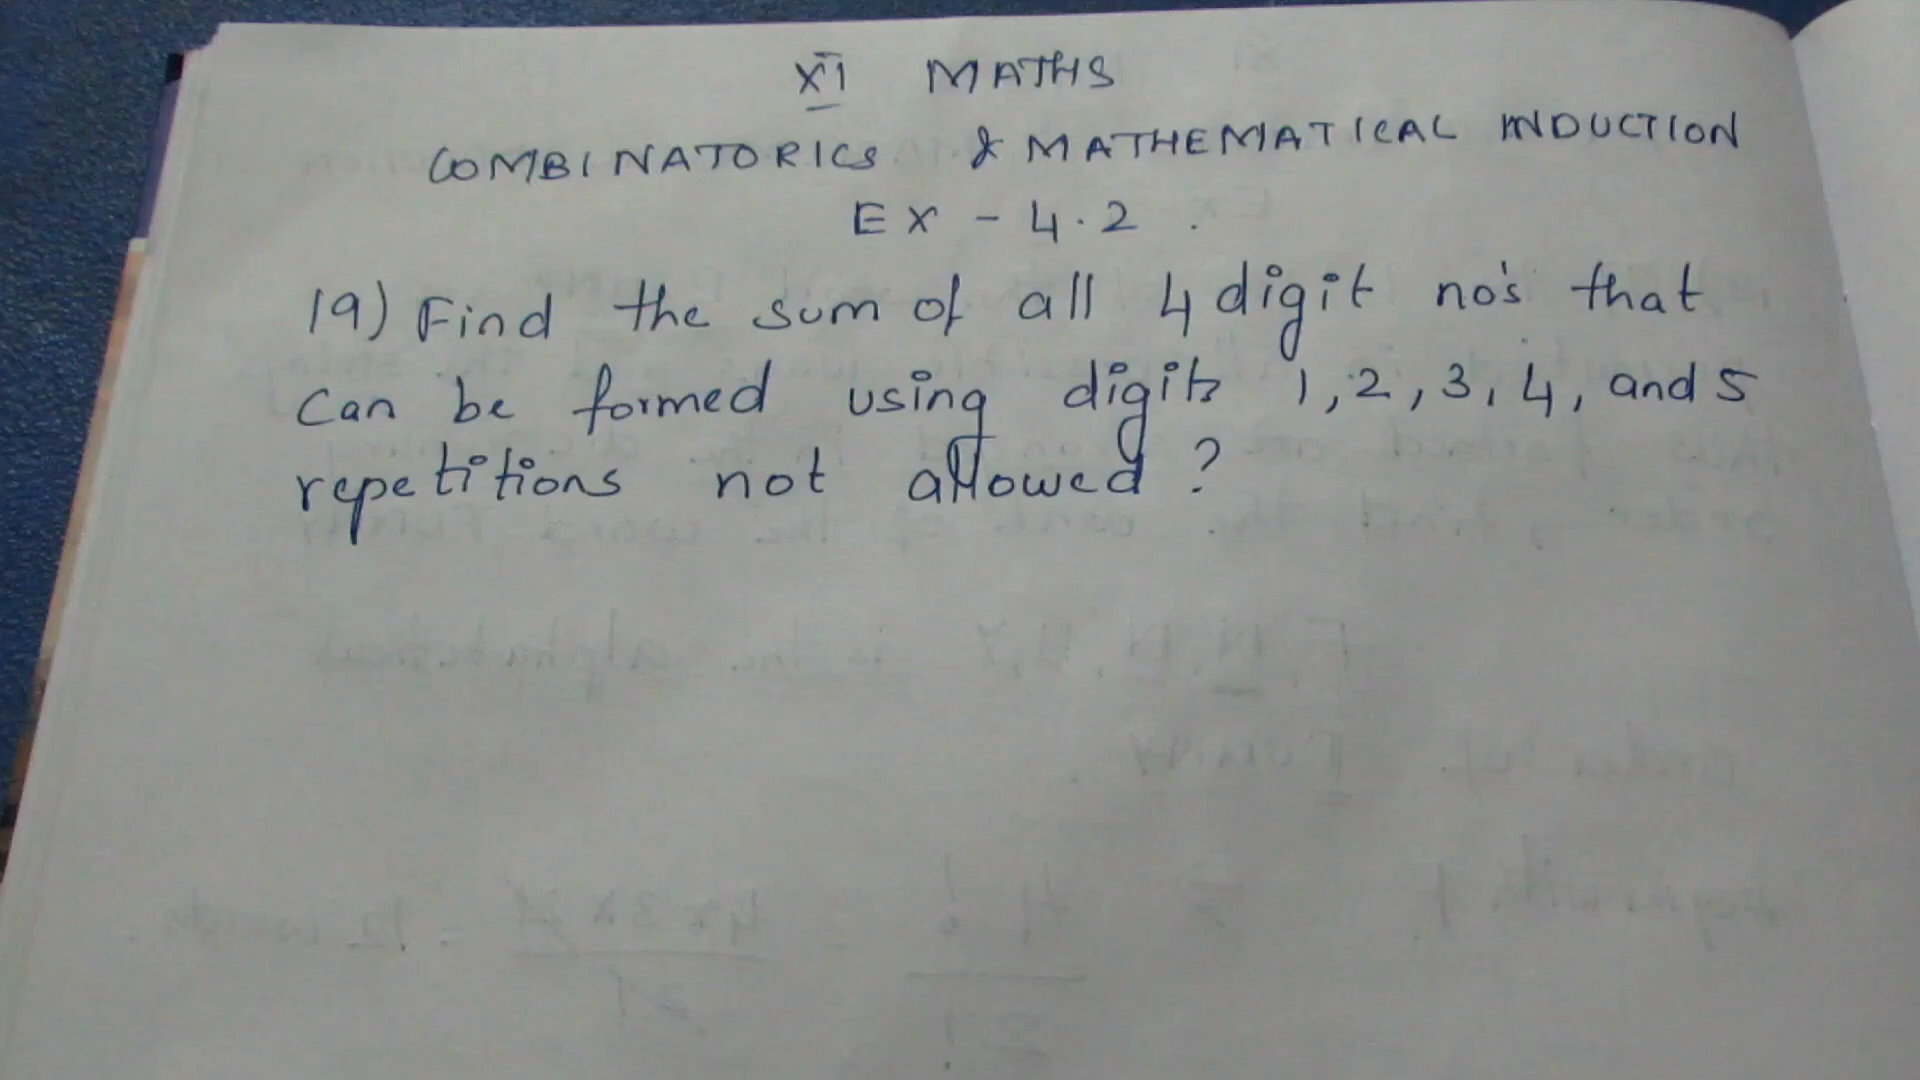 XI MATHS
COMBINATORICS & MATHEMATICAL INDUCTION
EX - 4.2.
19) Find the sum of all 4 digit no's that
can be formed using digits 1, 2, 3, 4, and 5
repetitions not allowed?